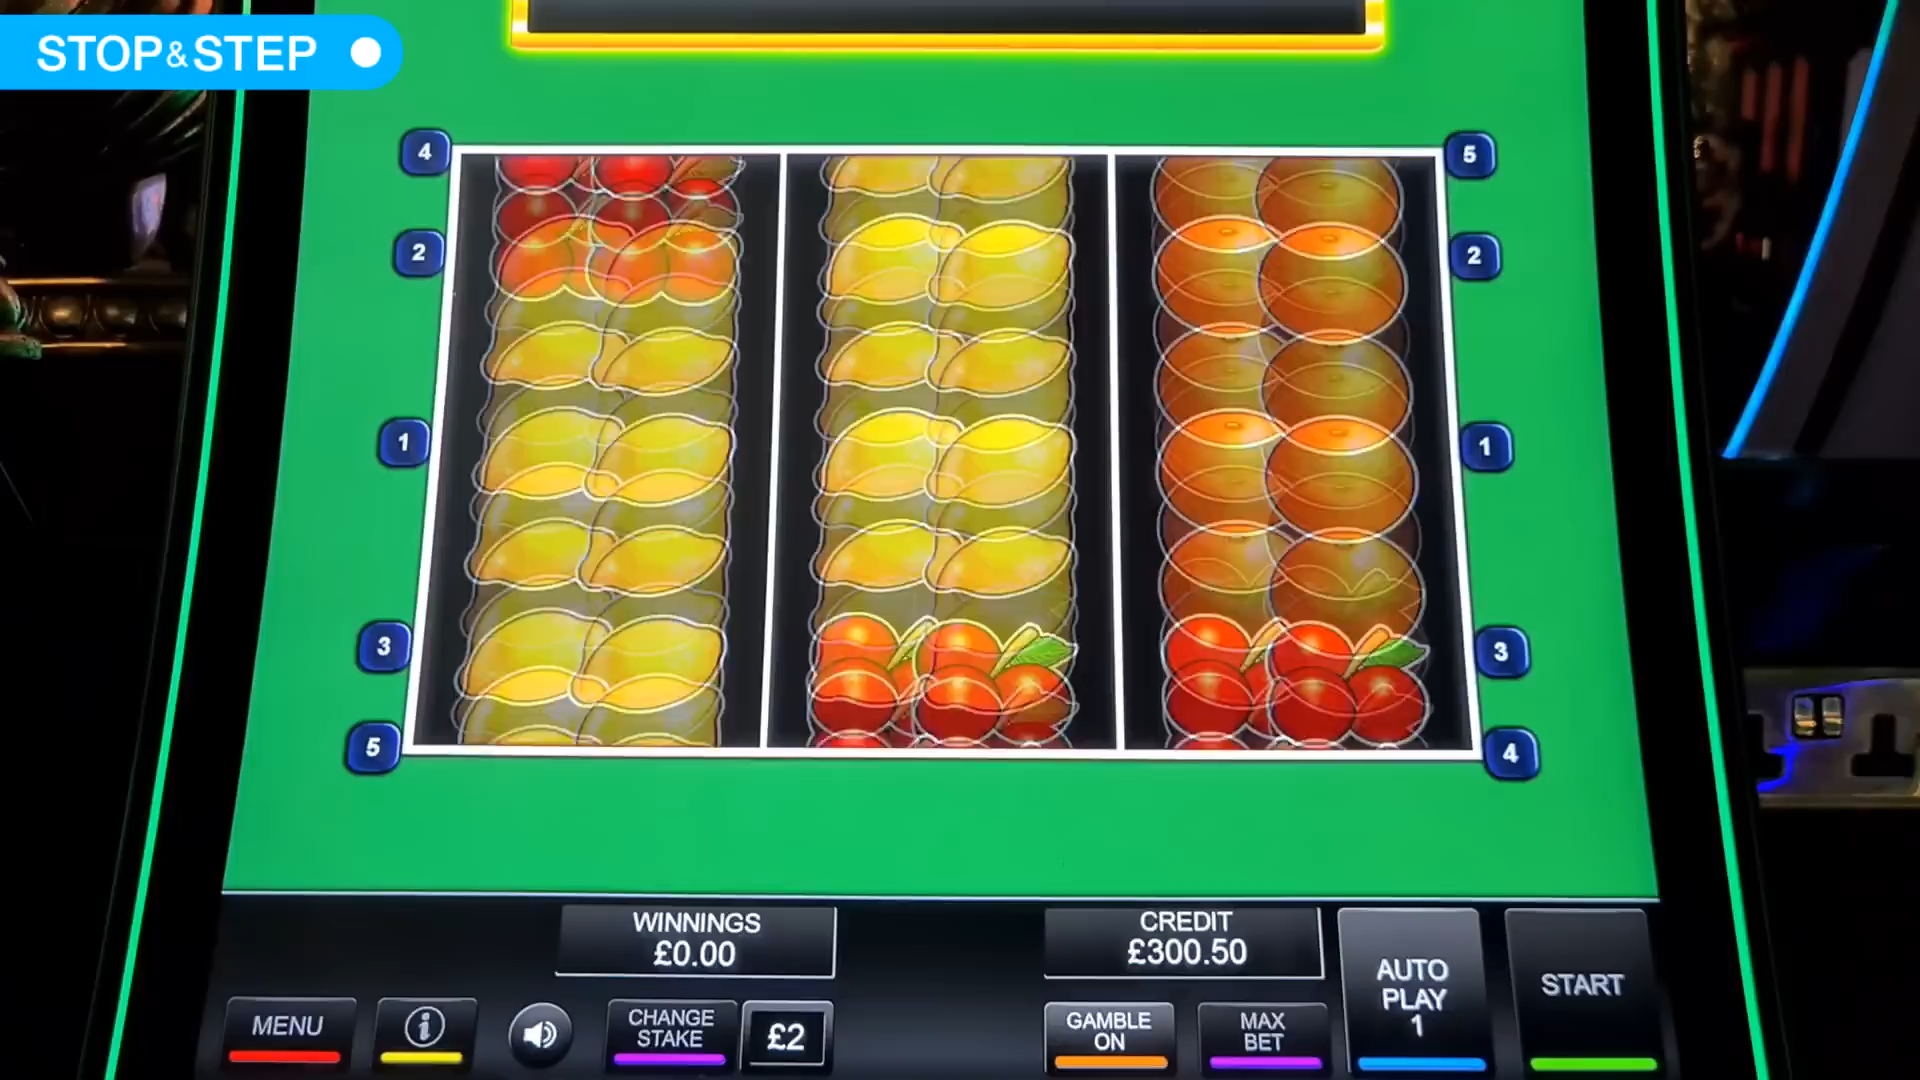 STOP&STEP
4
5
2
2
1
1
3
3
5
4
WINNINGS
£0.00
CREDIT
£300.50
AUTO
PLAY
1
START
MENU
i
CHANGE
STAKE
£2
GAMBLE
ON
MAX
BET